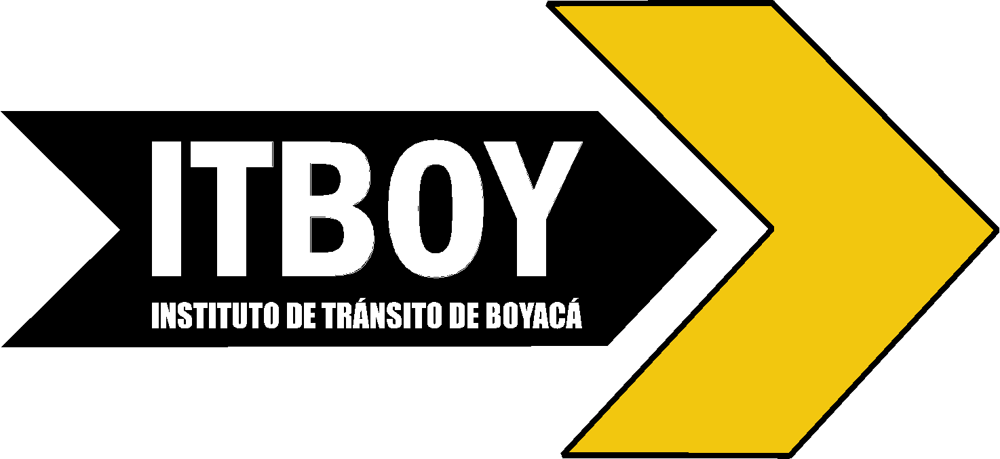 ITBOY
INSTITUTO DE TRÁNSITO DE BOYACÁ